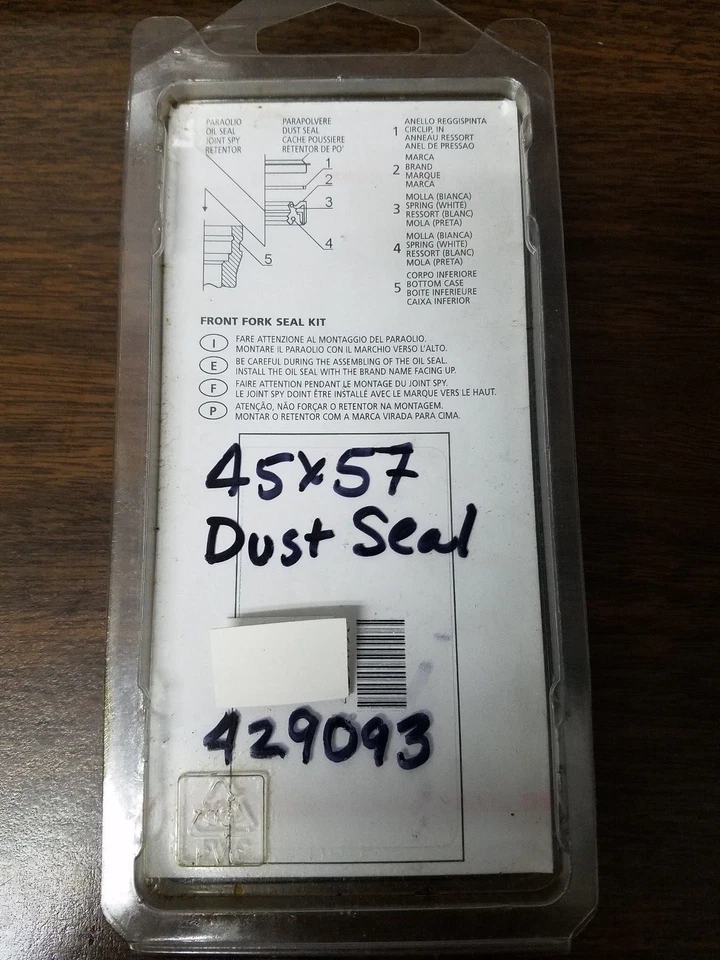 PARAOLIO
OIL SEAL
JOINT SPY
RETENTOR
PARAPOLVERE
DUST SEAL
CACHE POUSSIERE
RETENTOR DE PO'
1
2
3
4
5
1 ANELLO REGGISPINTA
CIRCLIP, IN
ANNEAU RESSORT
ANEL DE PRESSAO
2 MARCA
BRAND
MARQUE
MARCA
3 MOLLA (BIANCA)
SPRING (WHITE)
RESSORT (BLANC)
MOLA (PRETA)
4 MOLLA (BIANCA)
SPRING (WHITE)
RESSORT (BLANC)
MOLA (PRETA)
5 CORPO INFERIORE
BOTTOM CASE
BOITE INFERIEURE
CAIXA INFERIOR
FRONT FORK SEAL KIT
I FARE ATTENZIONE AL MONTAGGIO DEL PARAOLIO.
MONTARE IL PARAOLIO CON IL MARCHIO VERSO L'ALTO.
E BE CAREFUL DURING THE ASSEMBLING OF THE OIL SEAL.
INSTALL THE OIL SEAL WITH THE BRAND NAME FACING UP.
F FAIRE ATTENTION PENDANT LE MONTAGE DU JOINT SPY.
LE JOINT SPY DOINT ÊTRE INSTALLÉ AVEC LE MARQUE VERS LE HAUT.
P ATENÇÃO, NÃO FORÇAR O RETENTOR NA MONTAGEM.
MONTAR O RETENTOR COM A MARCA VIRADA PARA CIMA.
45x57
Dust Seal
429093